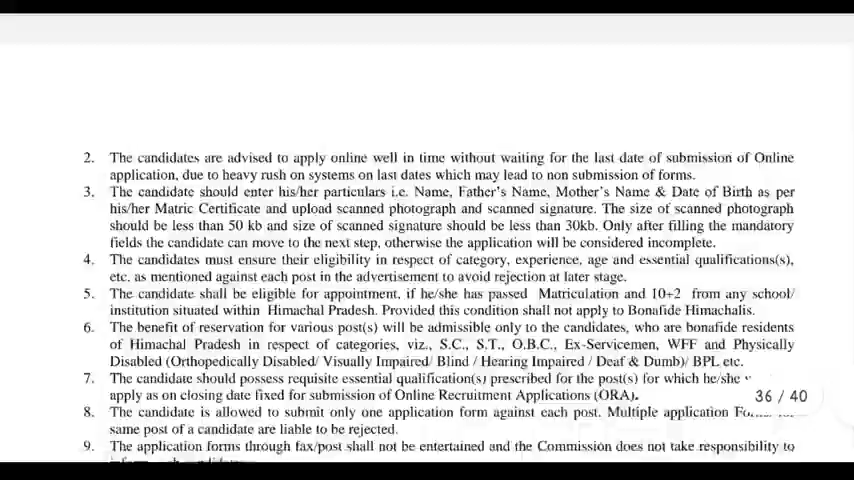 2. The candidates are advised to apply online well in time without waiting for the last date of submission of Online
application, due to heavy rush on systems on last dates which may lead to non submission of forms.
3. The candidate should enter his/her particulars i.e. Name, Father's Name, Mother's Name & Date of Birth as per
his/her Matric Certificate and upload scanned photograph and scanned signature. The size of scanned photograph
should be less than 50 kb and size of scanned signature should be less than 30kb. Only after filling the mandatory
fields the candidate can move to the next step, otherwise the application will be considered incomplete.
4. The candidates must ensure their eligibility in respect of category, experience, age and essential qualifications(s),
etc. as mentioned against each post in the advertisement to avoid rejection at later stage.
5. The candidate shall be eligible for appointment, if he/she has passed Matriculation and 10+2 from any school/
institution situated within Himachal Pradesh. Provided this condition shall not apply to Bonafide Himachalis.
6. The benefit of reservation for various post(s) will be admissible only to the candidates, who are bonafide residents
of Himachal Pradesh in respect of categories, viz., S.C., S.T., O.B.C., Ex-Servicemen, WFF and Physically
Disabled (Orthopedically Disabled/ Visually Impaired/ Blind / Hearing Impaired / Deaf & Dumb)/ BPL etc.
7. The candidate should possess requisite essential qualification(s) prescribed for the post(s) for which he/she
apply as on closing date fixed for submission of Online Recruitment Applications (ORA).
36 / 40
8. The candidate is allowed to submit only one application form against each post. Multiple application
same post of a candidate are liable to be rejected.
9. The application forms through fax/post shall not be entertained and the Commission does not take responsibility to